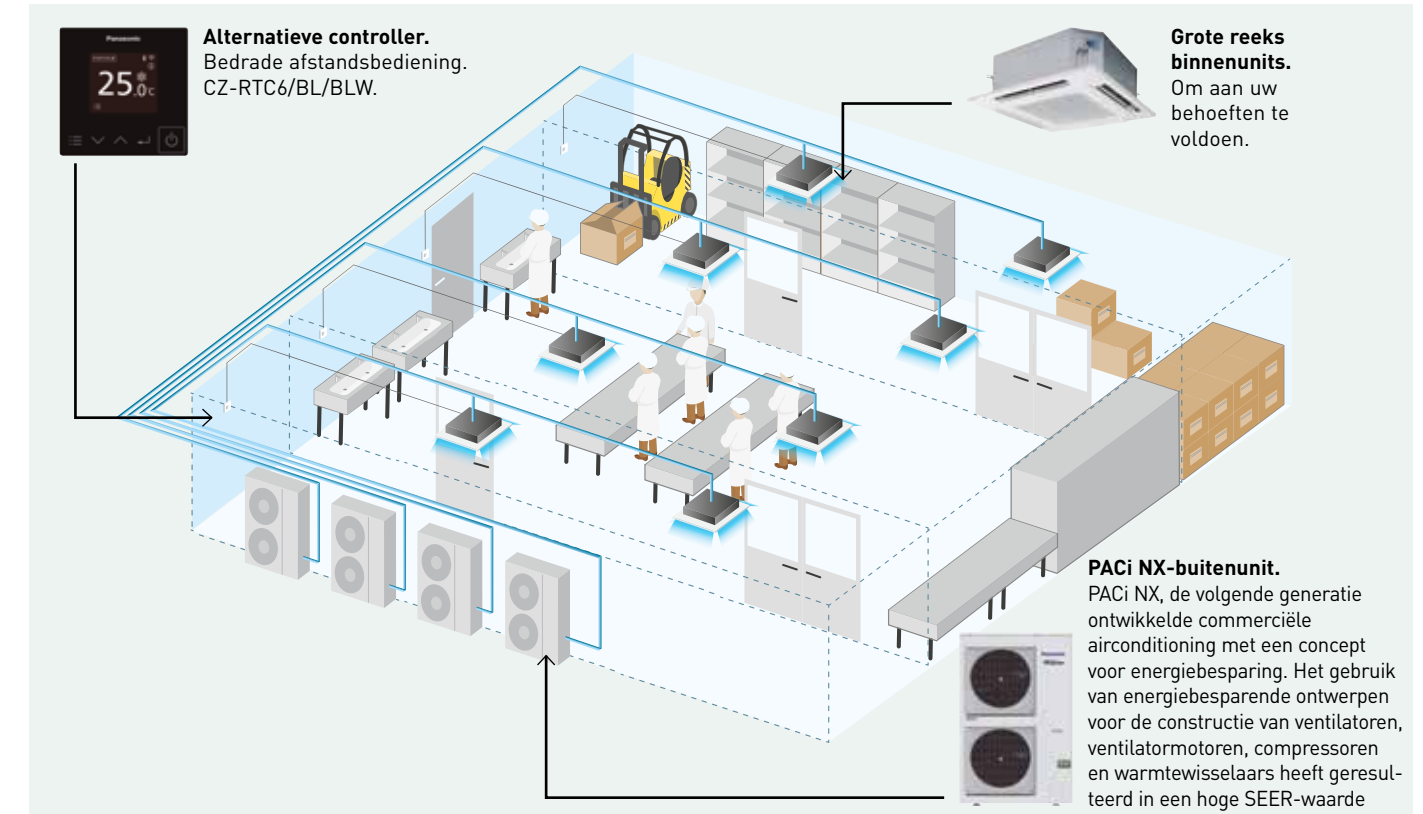 Panasonic
25.0c
Alternatieve controller.
Bedrade afstandsbediening.
CZ-RTC6/BL/BLW.
Grote reeks
binnenunits.
Om aan uw
behoeften te
voldoen.
PACi NX-buitenunit.
PACi NX, de volgende generatie
ontwikkelde commerciële
airconditioning met een concept
voor energiebesparing. Het gebruik
van energiebesparende ontwerpen
voor de constructie van ventilatoren,
ventilatormotoren, compressoren
en warmtewisselaars heeft geresul-
teerd in een hoge SEER-waarde